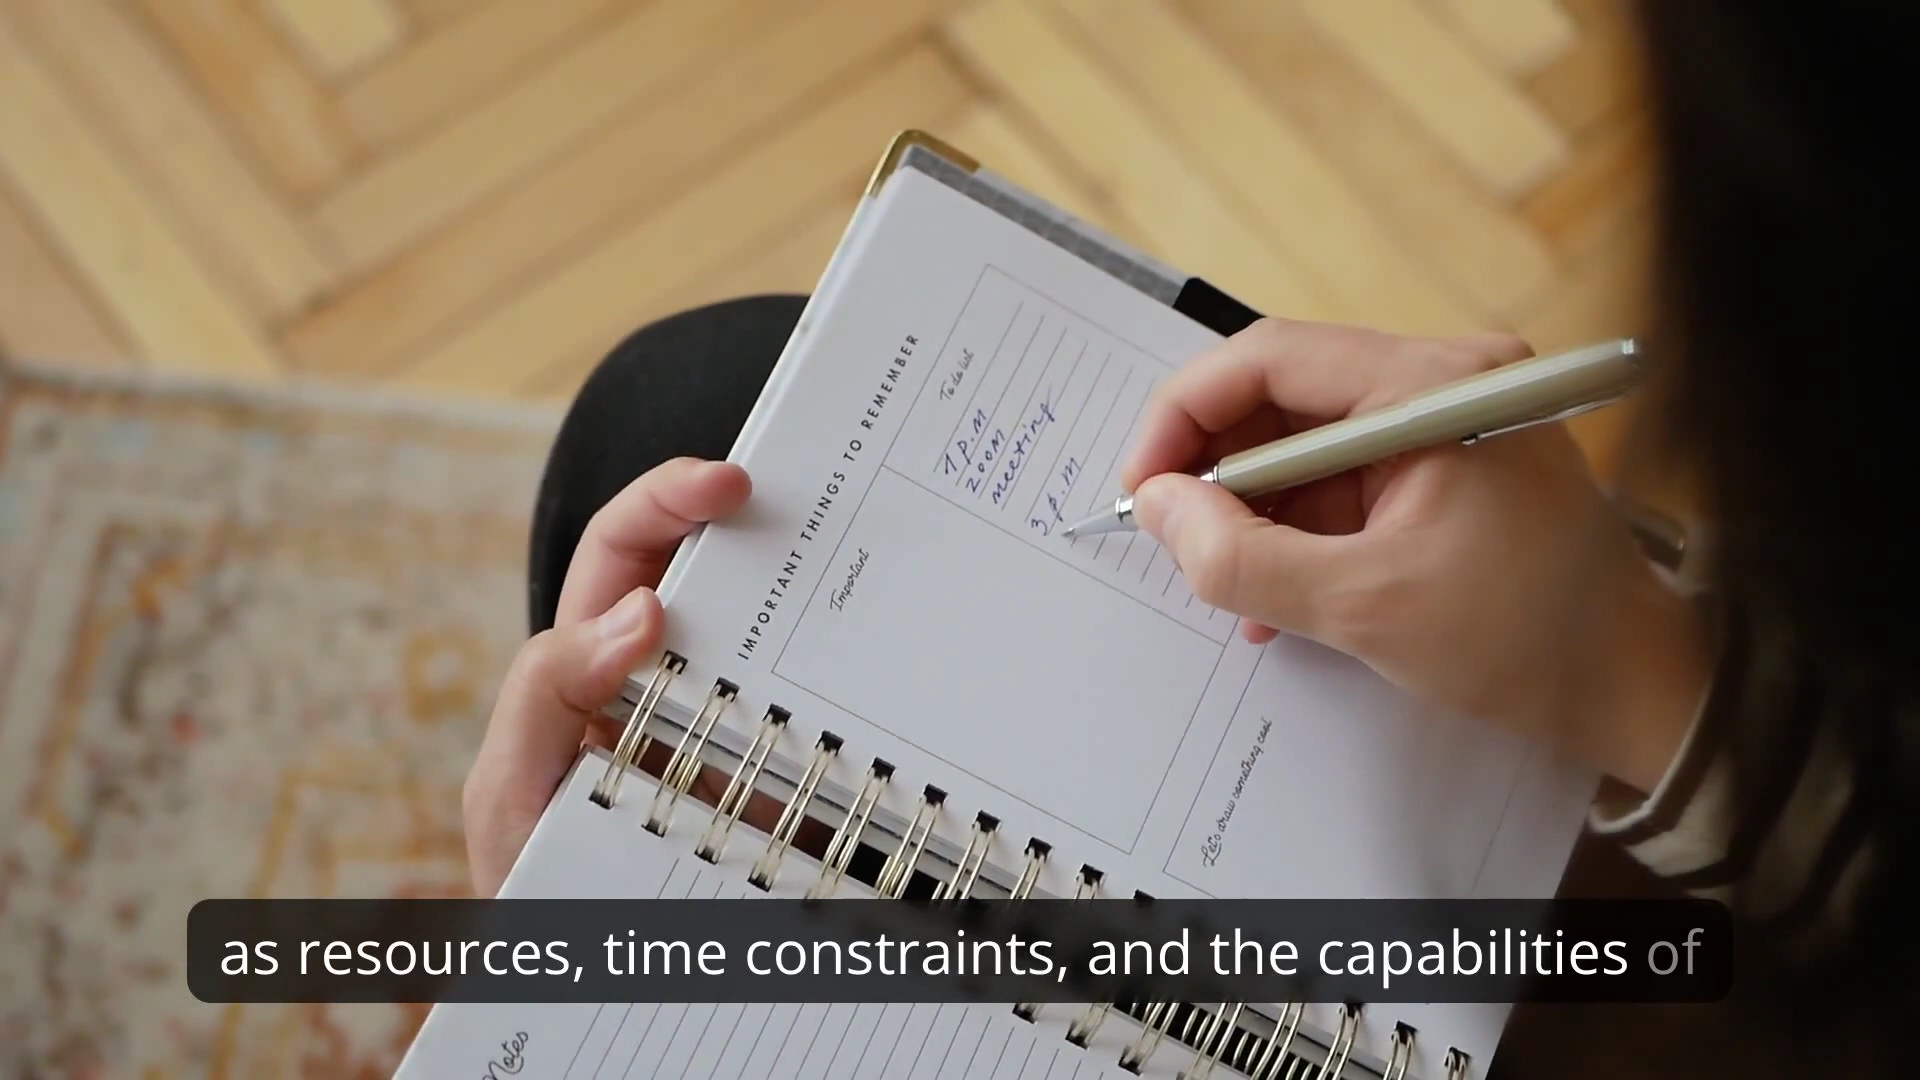 IMPORTANT THINGS TO REMEMBER
To do list
1 p.m
zoom
meeting
3 p.m
Important
Let's draw something cool
as resources, time constraints, and the capabilities of
Notes